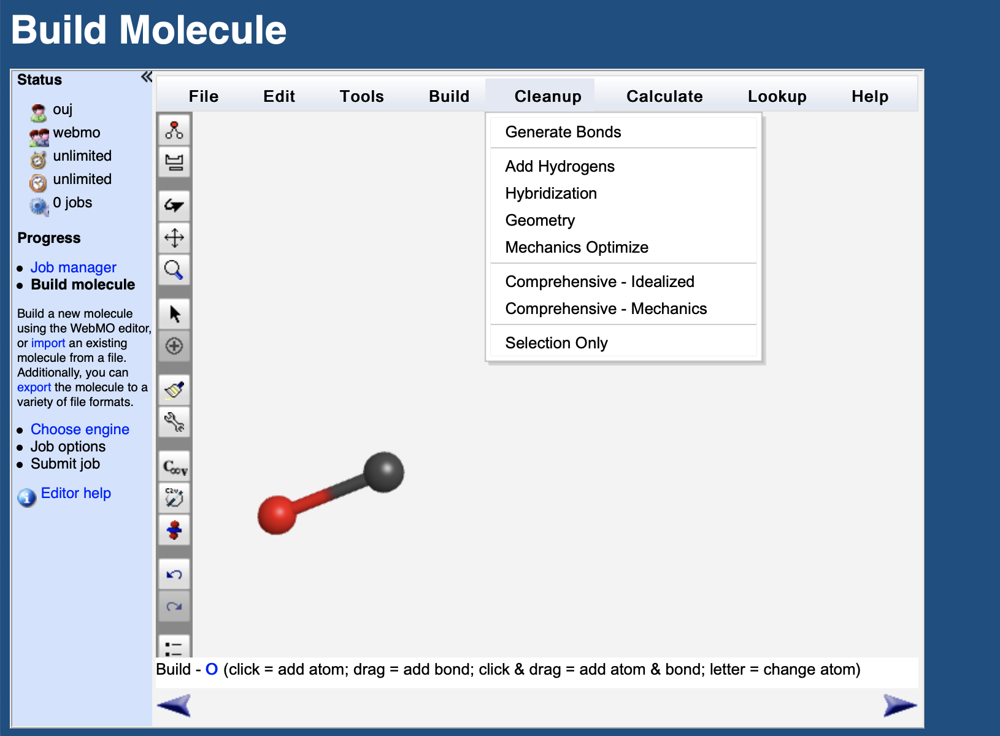 Build Molecule
Status
ouj
webmo
unlimited
unlimited
0 jobs
Progress
Job manager
Build molecule
Build a new molecule
using the WebMO editor,
or import an existing
molecule from a file.
Additionally, you can
export the molecule to a
variety of file formats.
Choose engine
Job options
Submit job
Editor help
File Edit Tools Build Cleanup Calculate Lookup Help
Generate Bonds
Add Hydrogens
Hybridization
Geometry
Mechanics Optimize
Comprehensive - Idealized
Comprehensive - Mechanics
Selection Only
C∞v
C2v
Build - O (click = add atom; drag = add bond; click & drag = add atom & bond; letter = change atom)